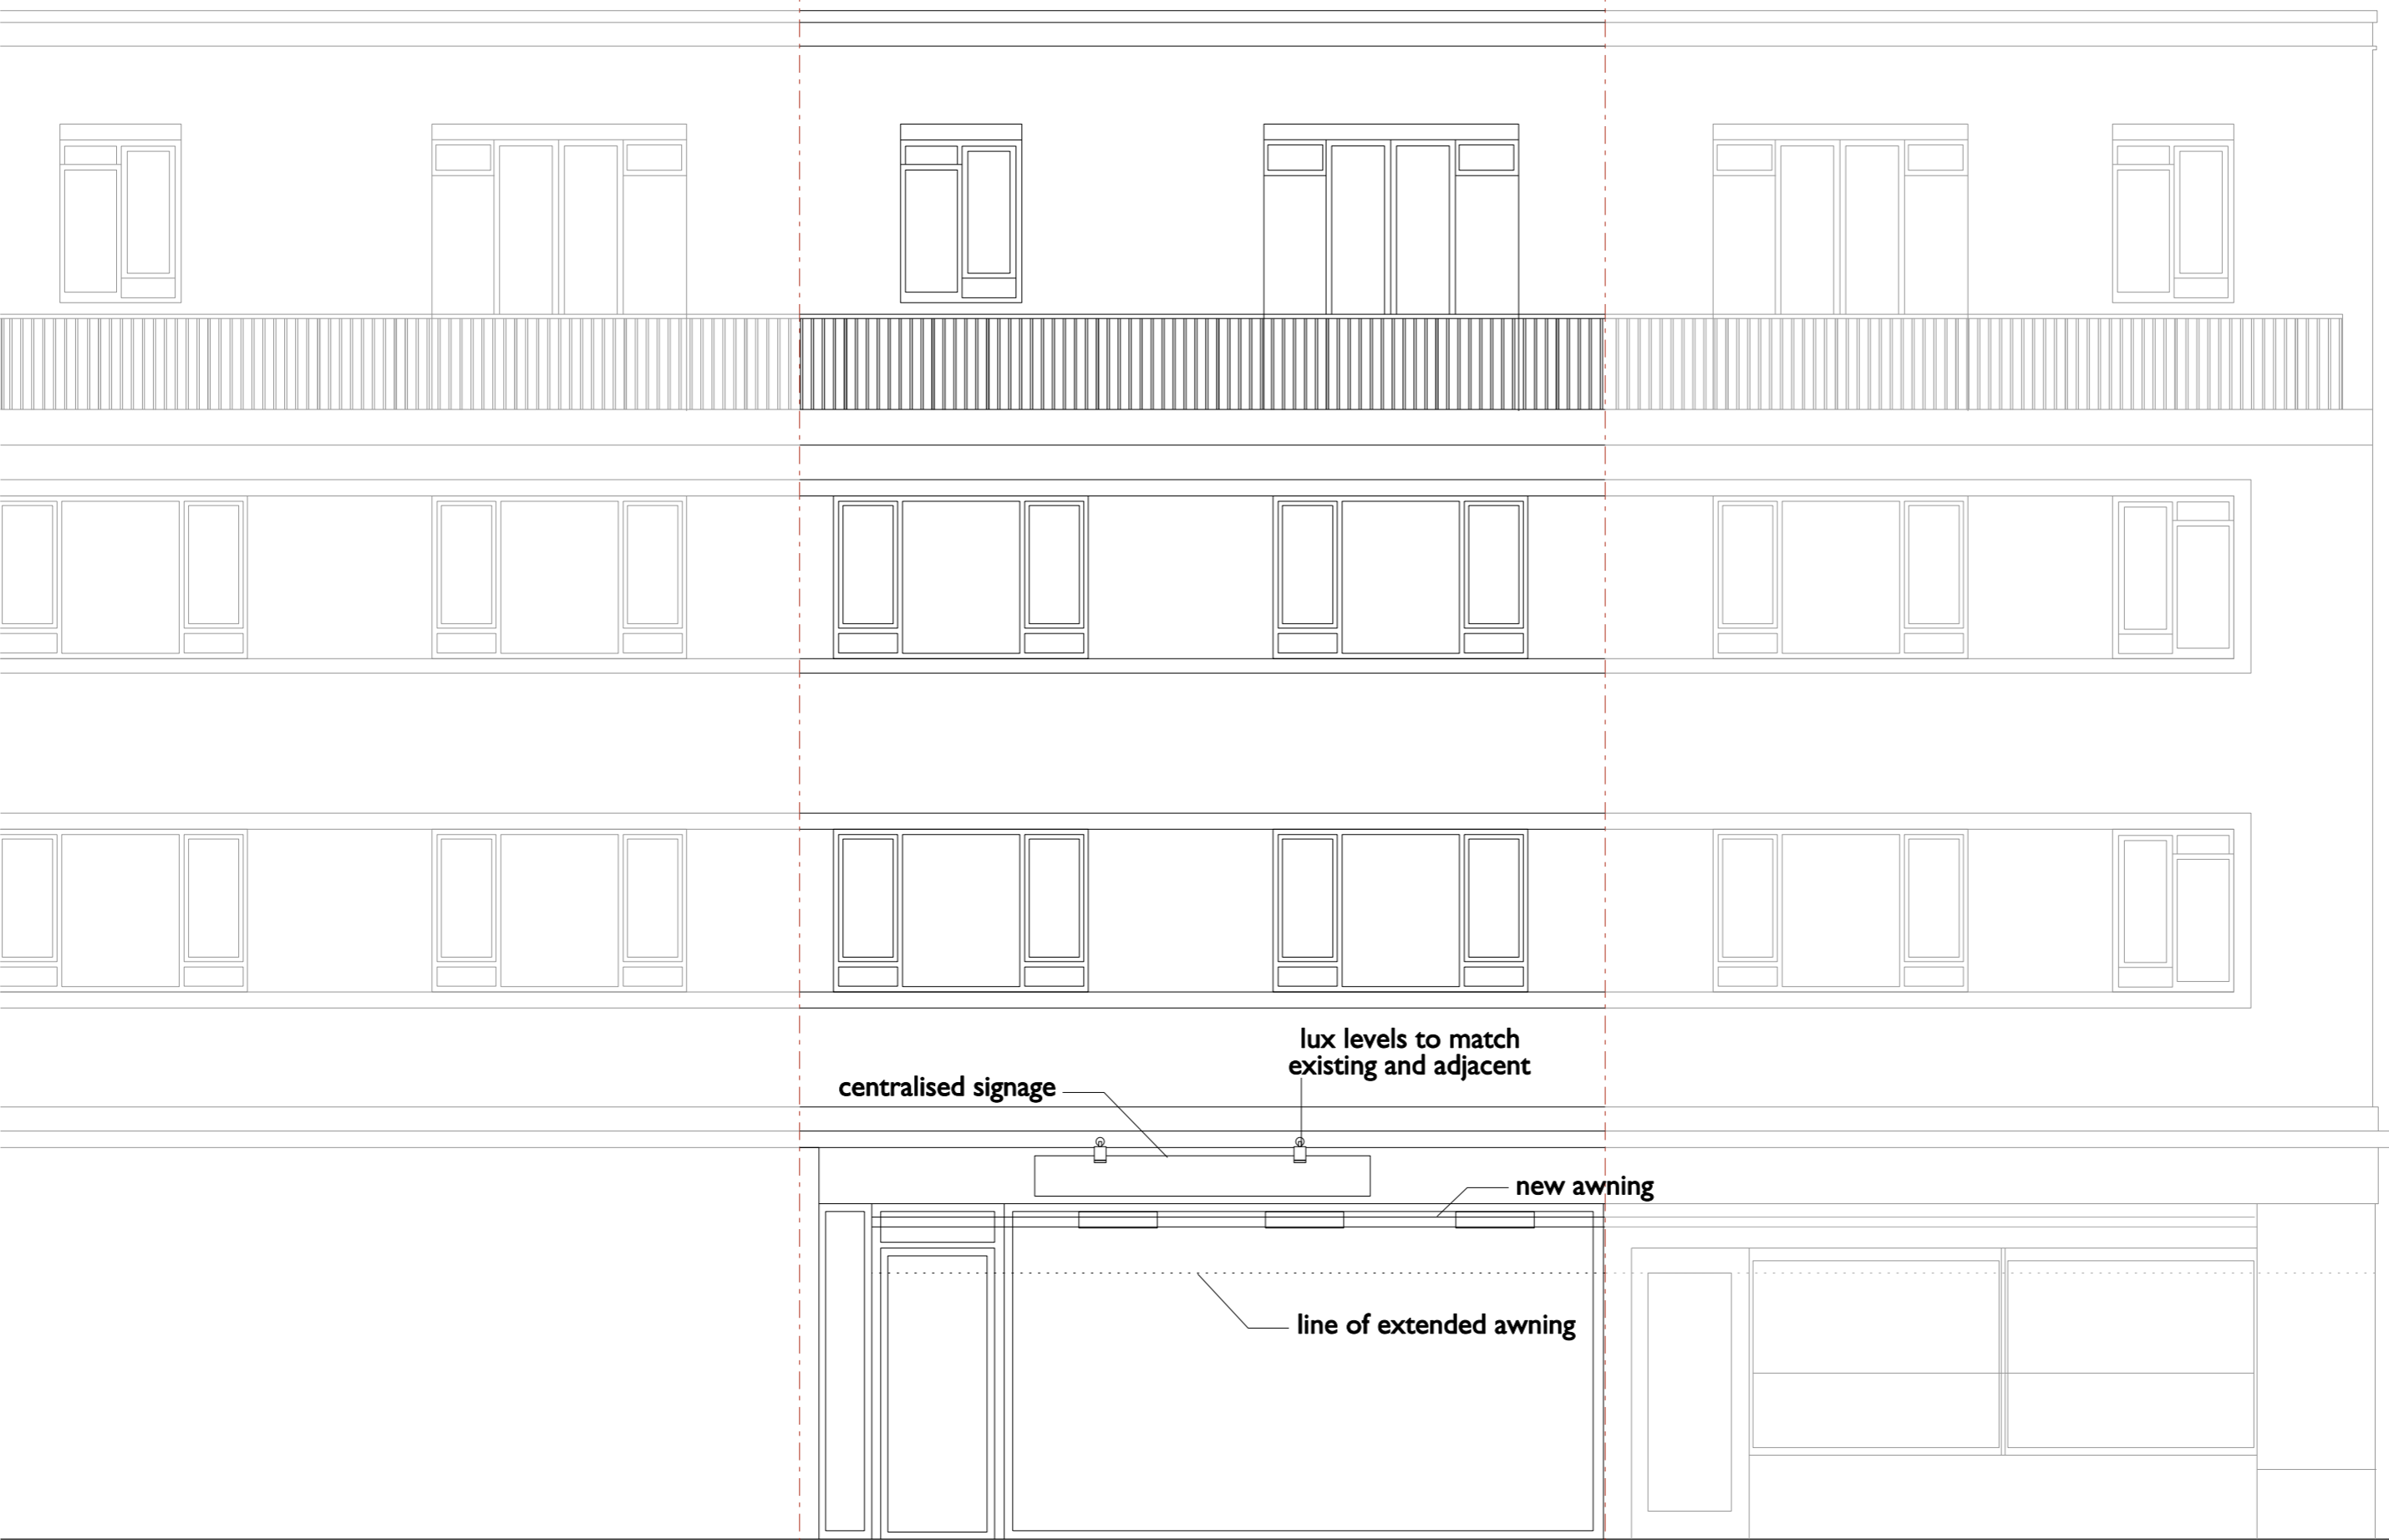 lux levels to match
existing and adjacent
centralised signage
new awning
line of extended awning